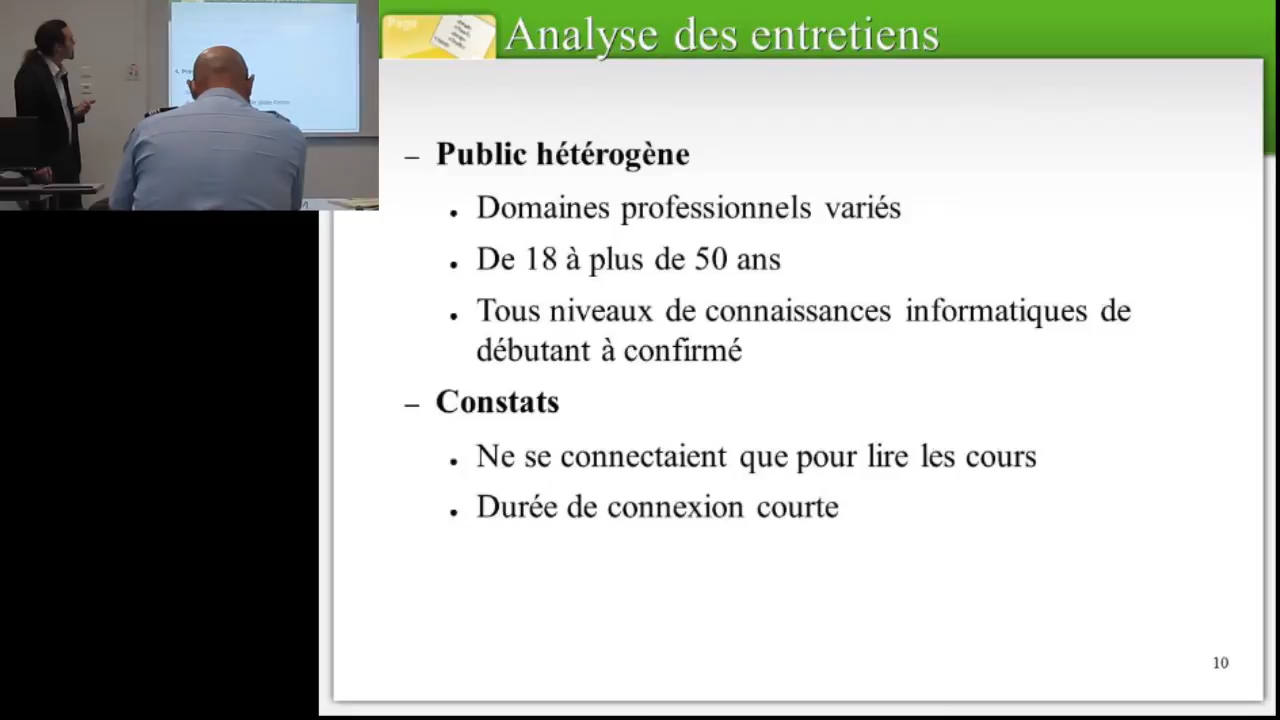 Page
Analyse des entretiens
– Public hétérogène
• Domaines professionnels variés
• De 18 à plus de 50 ans
• Tous niveaux de connaissances informatiques de
débutant à confirmé
– Constats
• Ne se connectaient que pour lire les cours
• Durée de connexion courte
10